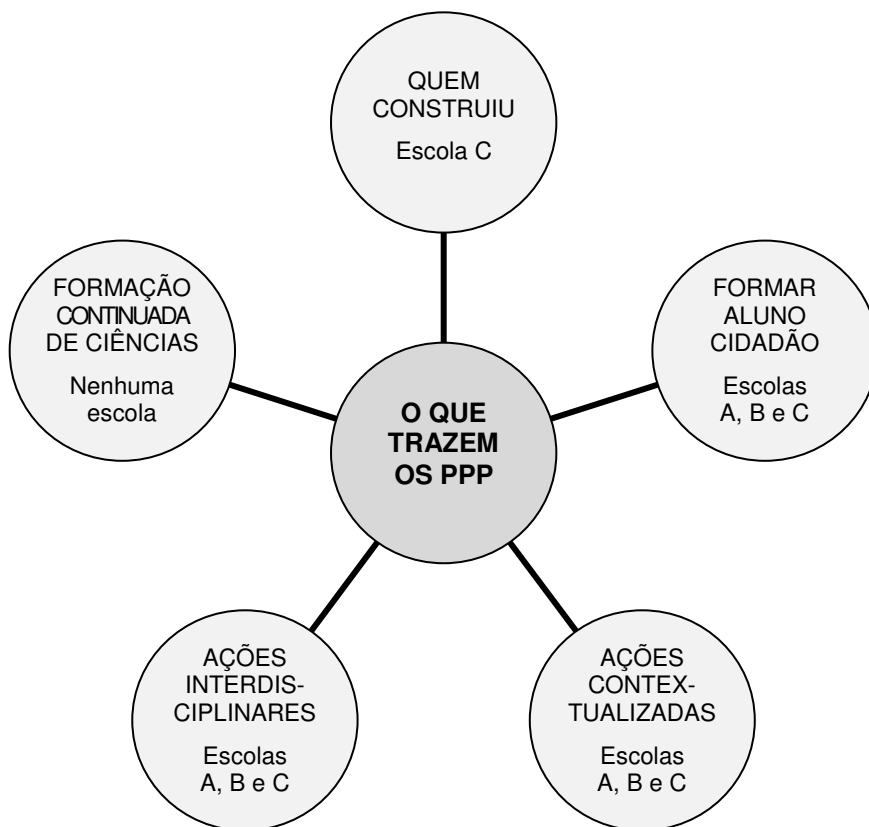 QUEM
CONSTRUIU
Escola C
FORMAÇÃO
CONTINUADA
DE CIÊNCIAS
Nenhuma
escola
FORMAR
ALUNO
CIDADÃO
Escolas
A, B e C
O QUE
TRAZEM
OS PPP
AÇÕES
INTERDIS-
CIPLINARES
Escolas
A, B e C
AÇÕES
CONTEX-
TUALIZADAS
Escolas
A, B e C